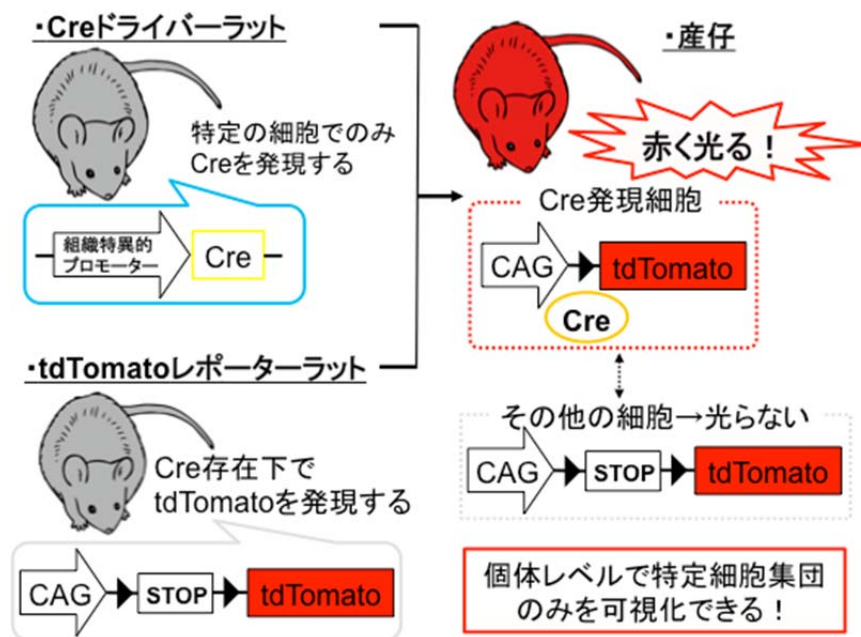 ・Creドライバーラット
特定の細胞でのみ
Creを発現する
組織特異的
プロモーター
Cre
・tdTomatoレポーターラット
Cre存在下で
tdTomatoを発現する
CAG
STOP
tdTomato
・産仔
赤く光る！
Cre発現細胞
CAG
tdTomato
Cre
その他の細胞→光らない
CAG
STOP
tdTomato
個体レベルで特定細胞集団
のみを可視化できる！